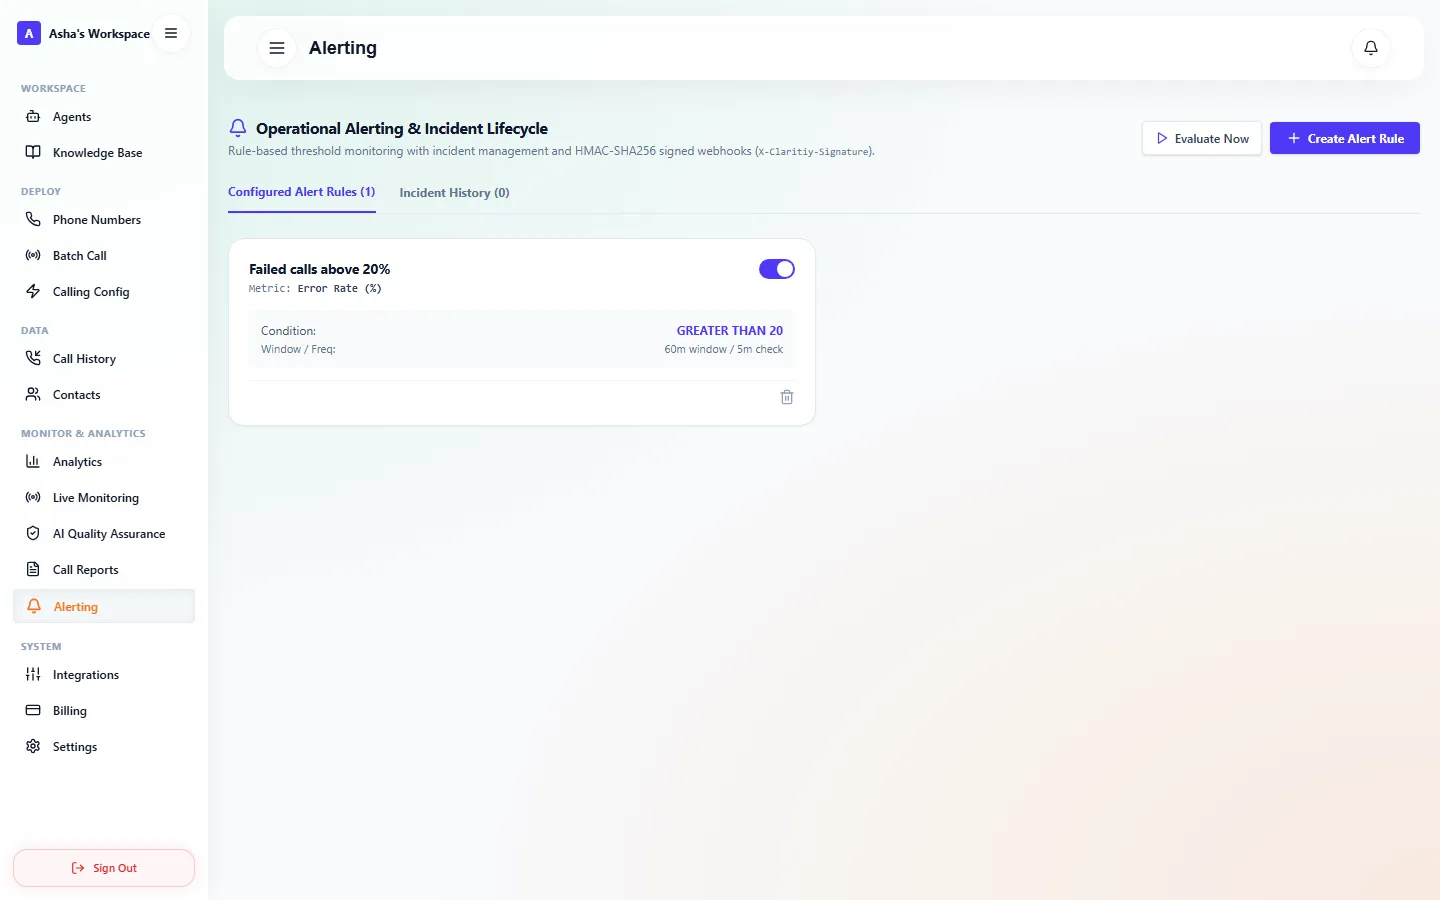 A Asha's Workspace
WORKSPACE
Agents
Knowledge Base
DEPLOY
Phone Numbers
Batch Call
Calling Config
DATA
Call History
Contacts
MONITOR & ANALYTICS
Analytics
Live Monitoring
AI Quality Assurance
Call Reports
Alerting
SYSTEM
Integrations
Billing
Settings
Sign Out
Alerting
Operational Alerting & Incident Lifecycle
Rule-based threshold monitoring with incident management and HMAC-SHA256 signed webhooks (X-Claritiy-Signature).
Evaluate Now
Create Alert Rule
Configured Alert Rules (1)
Incident History (0)
Failed calls above 20%
Metric: Error Rate (%)
Condition: GREATER THAN 20
Window / Freq: 60m window / 5m check